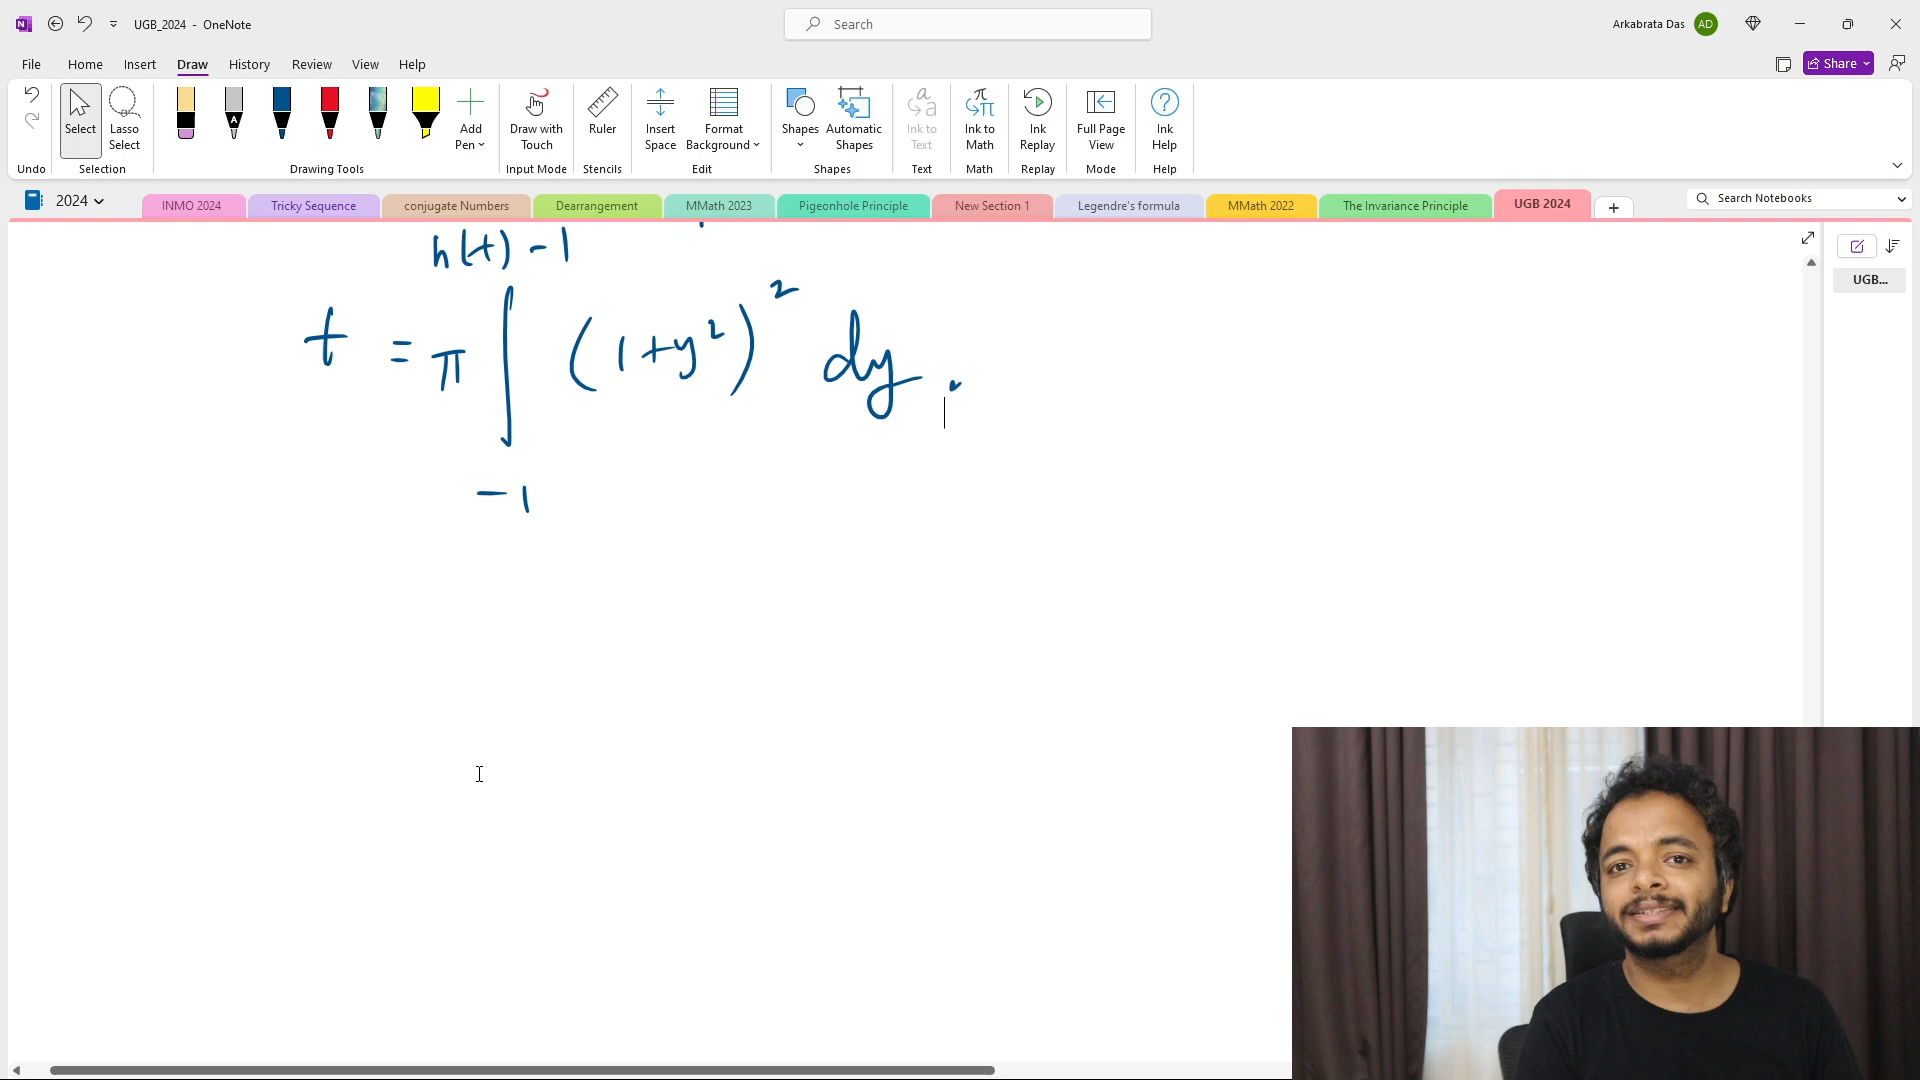 UGB_2024 - OneNote
Search
Arkabrata Das AD
File Home Insert Draw History Review View Help
Share
Select
Lasso Select
A
Add Pen
Draw with Touch
Ruler
Insert Space
Format Background
Shapes
Automatic Shapes
Ink to Text
Ink to Math
Ink Replay
Full Page View
Ink Help
Undo Selection Drawing Tools Input Mode Stencils Edit Shapes Text Math Replay Mode Help
2024 INMO 2024 Tricky Sequence conjugate Numbers Dearrangement MMath 2023 Pigeonhole Principle New Section 1 Legendre's formula MMath 2022 The Invariance Principle UGB 2024 + Search Notebooks
UGB...
h(t) - 1
t = π ∫ (1+y²)² dy .
-1